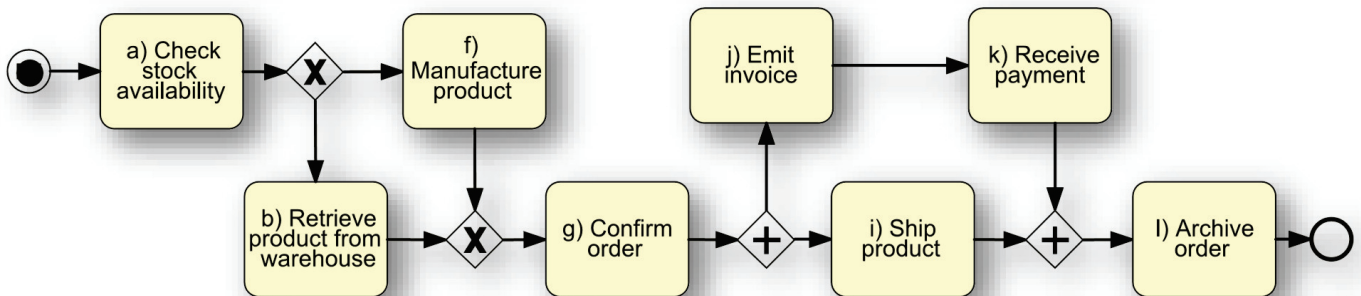 a) Check
stock
availability
X
f)
Manufacture
product
j) Emit
invoice
k) Receive
payment
b) Retrieve
product from
warehouse
X
g) Confirm
order
+
i) Ship
product
+
l) Archive
order